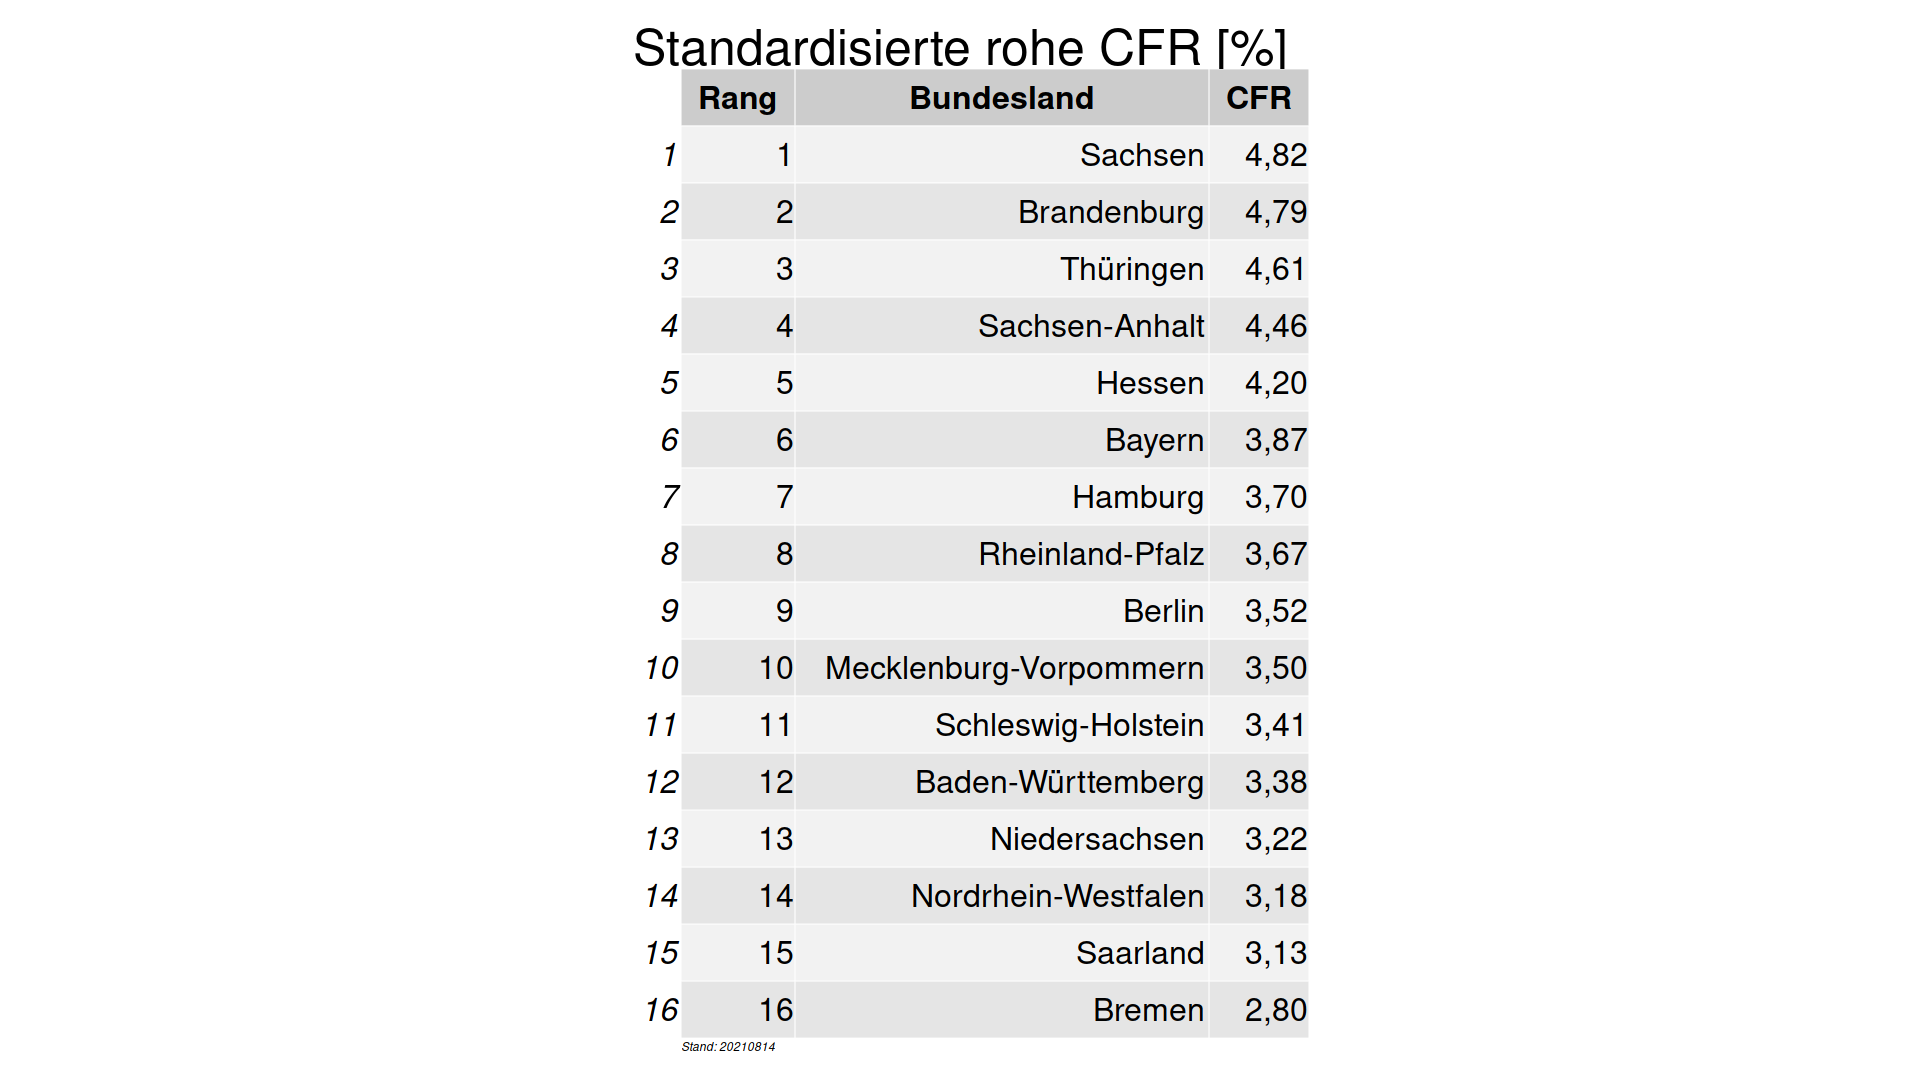 Standardisierte rohe CFR [%]
Rang Bundesland CFR
1 1 Sachsen 4,82
2 2 Brandenburg 4,79
3 3 Thüringen 4,61
4 4 Sachsen-Anhalt 4,46
5 5 Hessen 4,20
6 6 Bayern 3,87
7 7 Hamburg 3,70
8 8 Rheinland-Pfalz 3,67
9 9 Berlin 3,52
10 10 Mecklenburg-Vorpommern 3,50
11 11 Schleswig-Holstein 3,41
12 12 Baden-Württemberg 3,38
13 13 Niedersachsen 3,22
14 14 Nordrhein-Westfalen 3,18
15 15 Saarland 3,13
16 16 Bremen 2,80
Stand: 20210814